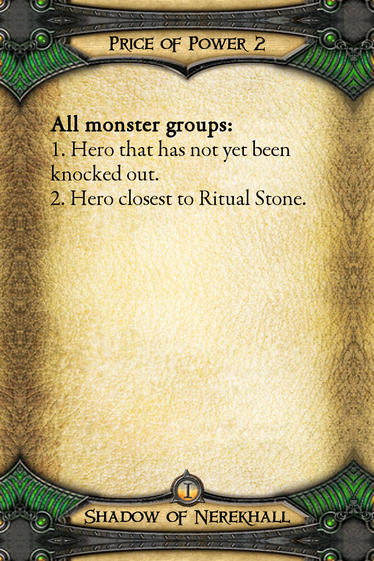 Price of Power 2
All monster groups:
1. Hero that has not yet been
knocked out.
2. Hero closest to Ritual Stone.
I
Shadow of Nerekhall